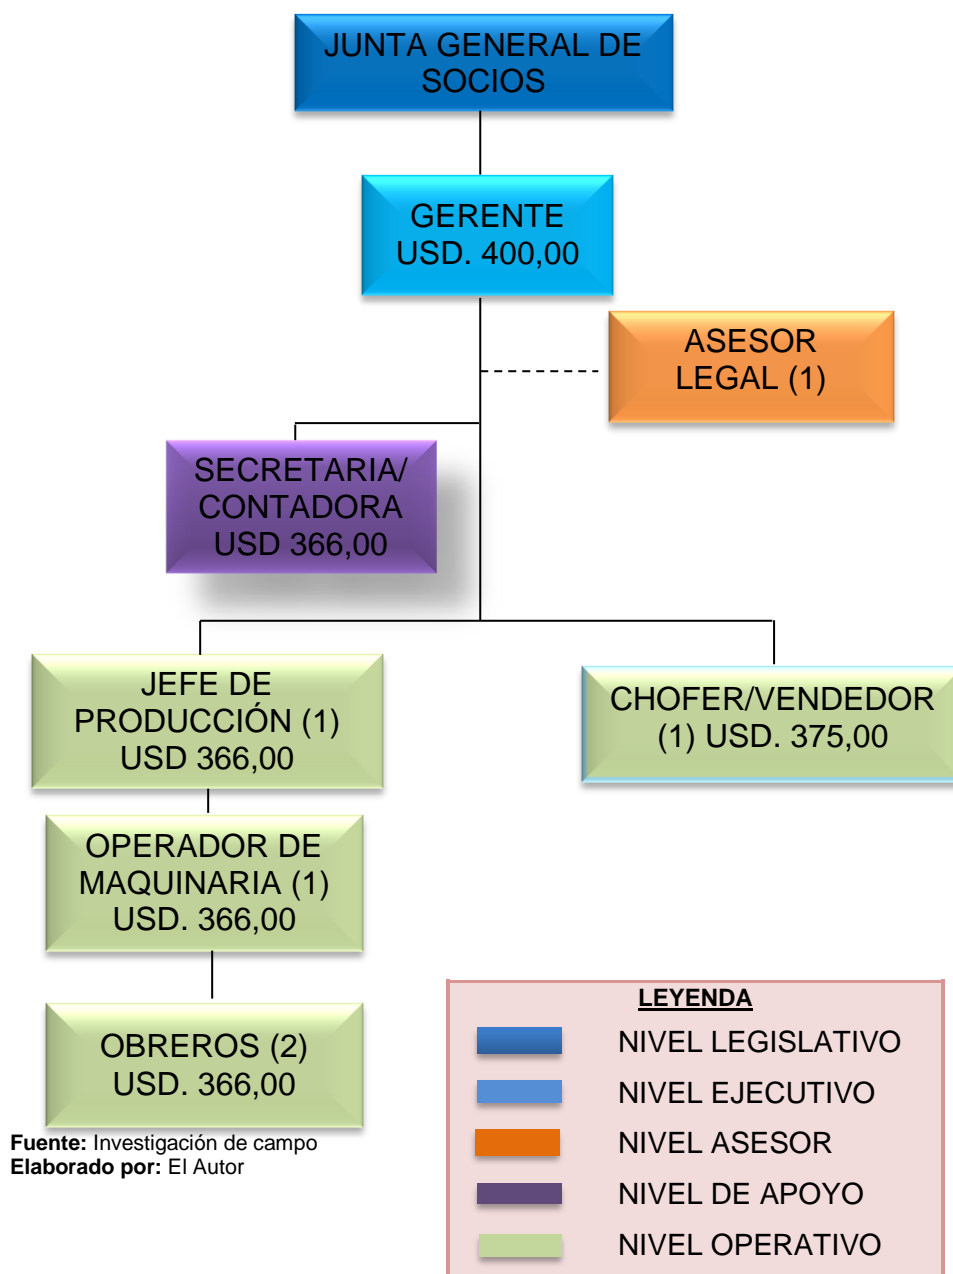 JUNTA GENERAL DE
SOCIOS
GERENTE
USD. 400,00
ASESOR
LEGAL (1)
SECRETARIA/
CONTADORA
USD 366,00
JEFE DE
PRODUCCIÓN (1)
USD 366,00
CHOFER/VENDEDOR
(1) USD. 375,00
OPERADOR DE
MAQUINARIA (1)
USD. 366,00
OBREROS (2)
USD. 366,00
Fuente: Investigación de campo
Elaborado por: El Autor
LEYENDA
NIVEL LEGISLATIVO
NIVEL EJECUTIVO
NIVEL ASESOR
NIVEL DE APOYO
NIVEL OPERATIVO